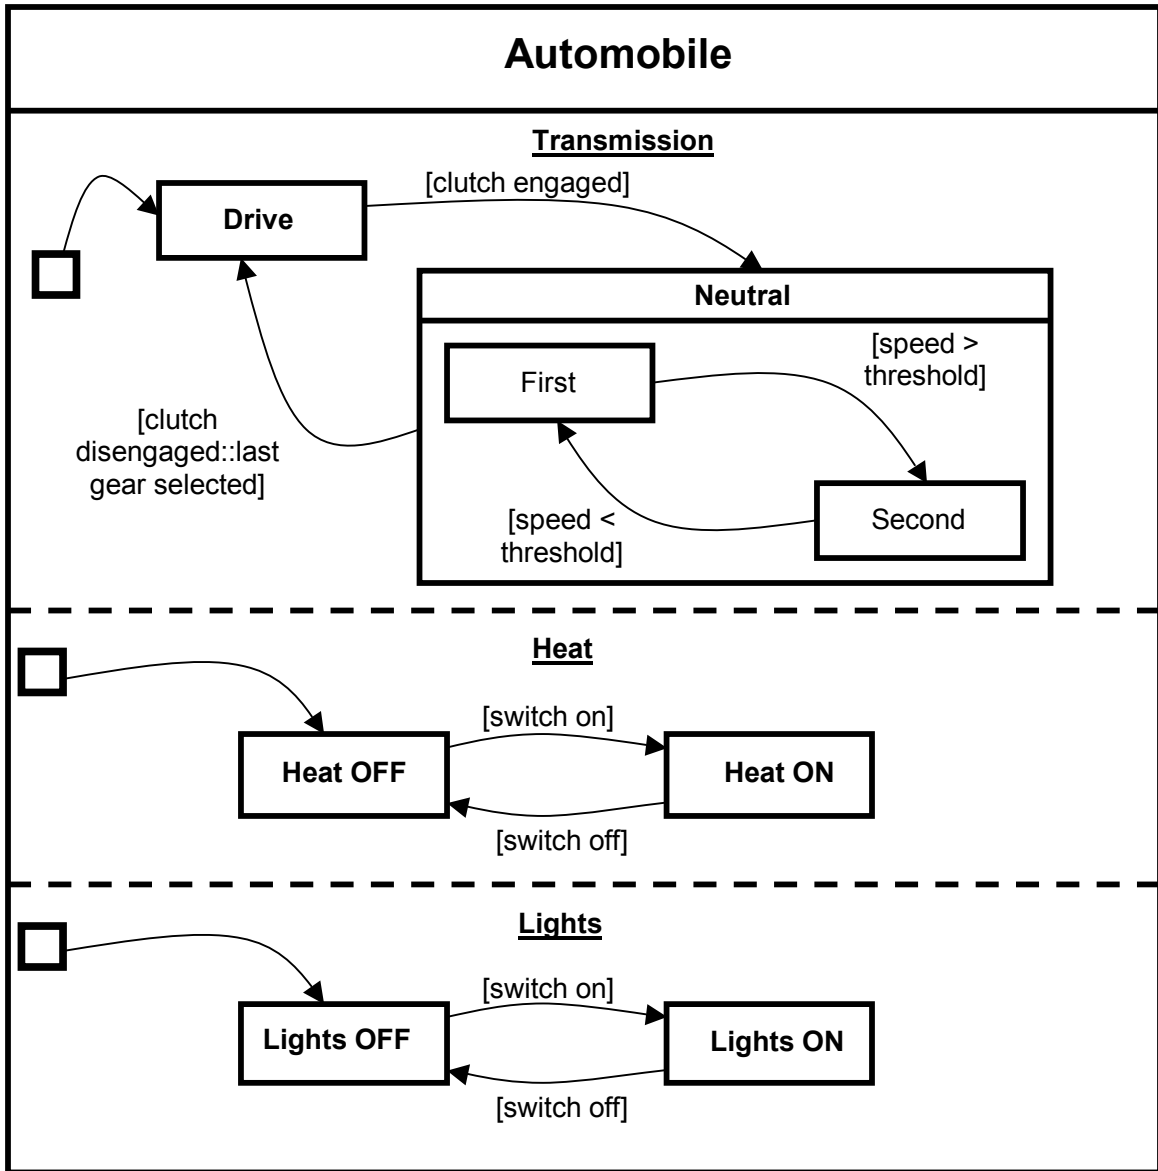 Automobile
Transmission
[clutch engaged]
Drive
Neutral
[speed >
threshold]
First
[clutch
disengaged::last
gear selected]
Second
[speed <
threshold]
Heat
[switch on]
Heat OFF
Heat ON
[switch off]
Lights
[switch on]
Lights OFF
Lights ON
[switch off]